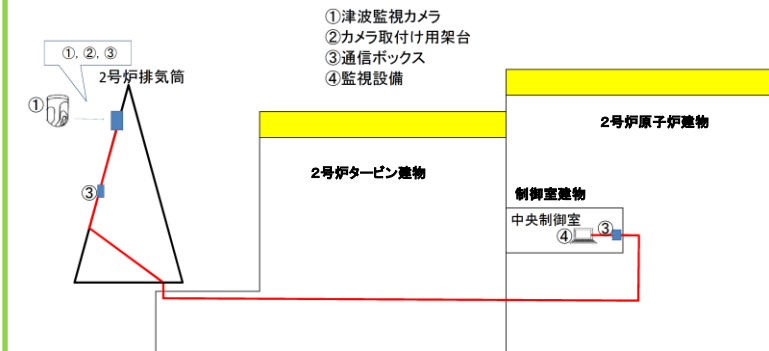 ①津波監視カメラ
②カメラ取付け用架台
③通信ボックス
④監視設備
①, ②, ③
2号炉排気筒
①
③
2号炉タービン建物
2号炉原子炉建物
制御室建物
中央制御室
④
③